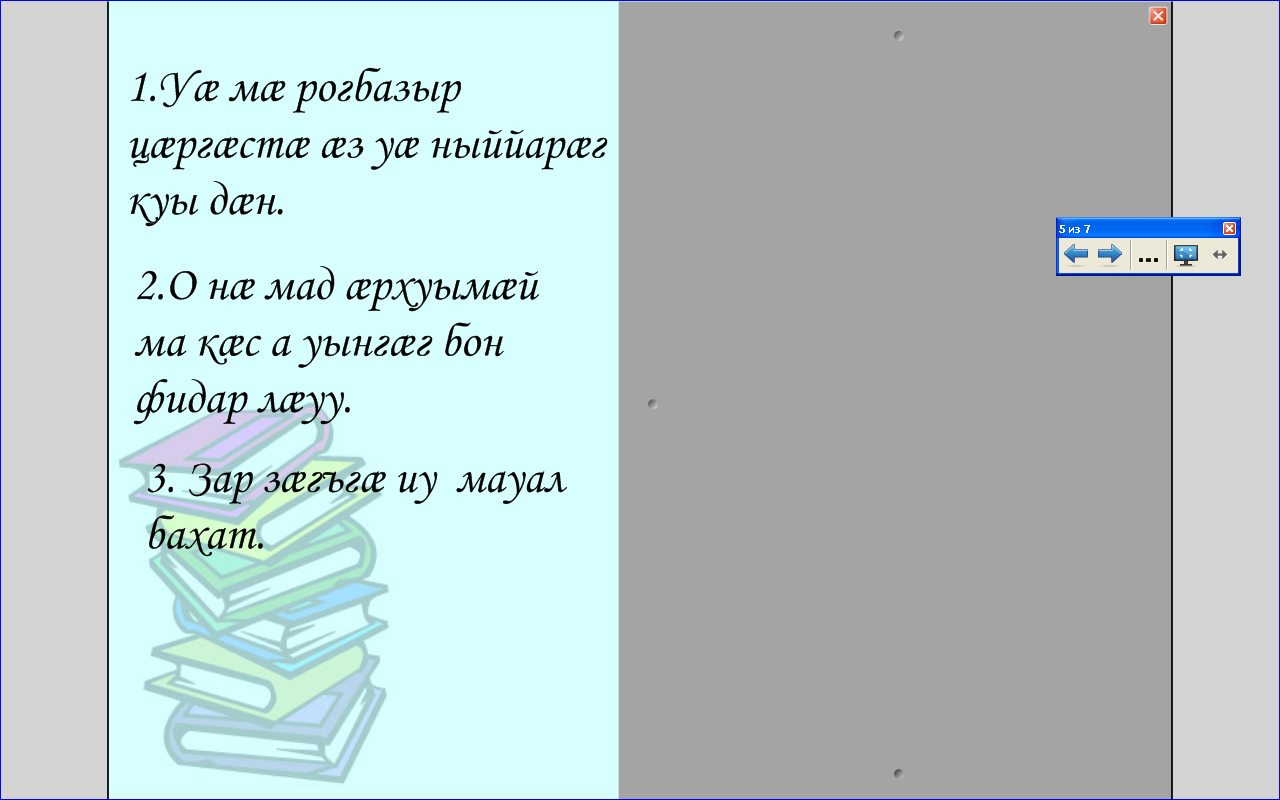 1.Уæ мæ рогбазыр
цæргæстæ æз уæ ныййарæг
куы дæн.
2.О нæ мад æрхуымæй
ма кæс а уынгæг бон
фидар лæуу.
3. Зар зæгъгæ иу мауал
бахат.
5 из 7